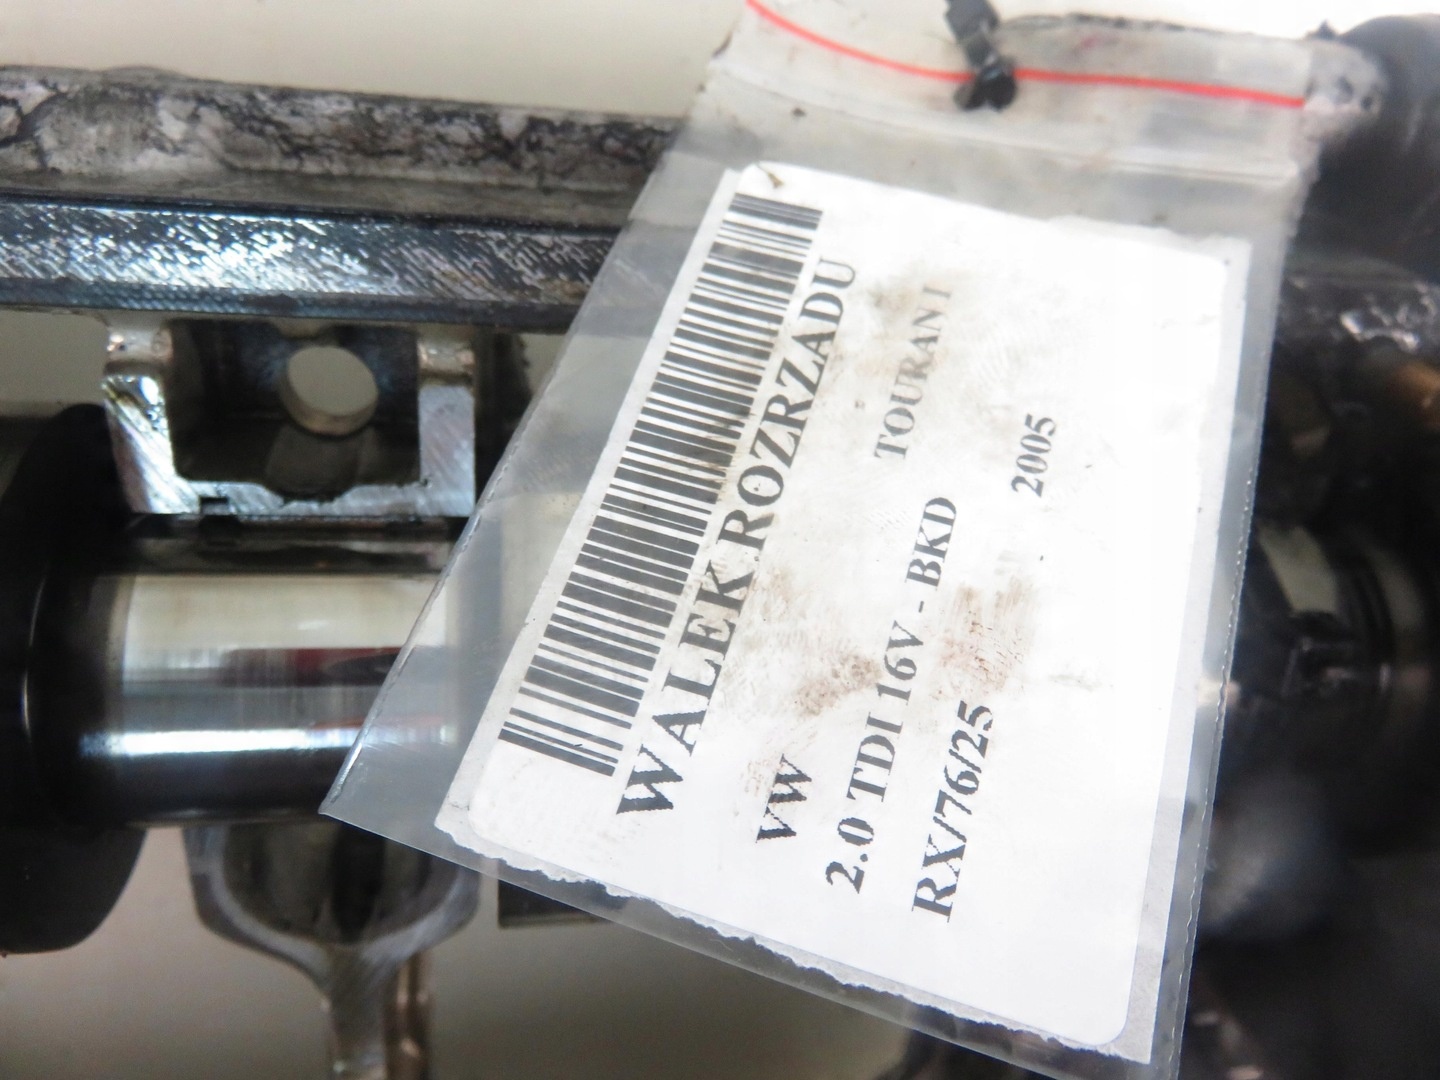 WALEK ROZRZADU
VW TOURAN I
2.0 TDI 16V - BKD
RX/76/25 2005